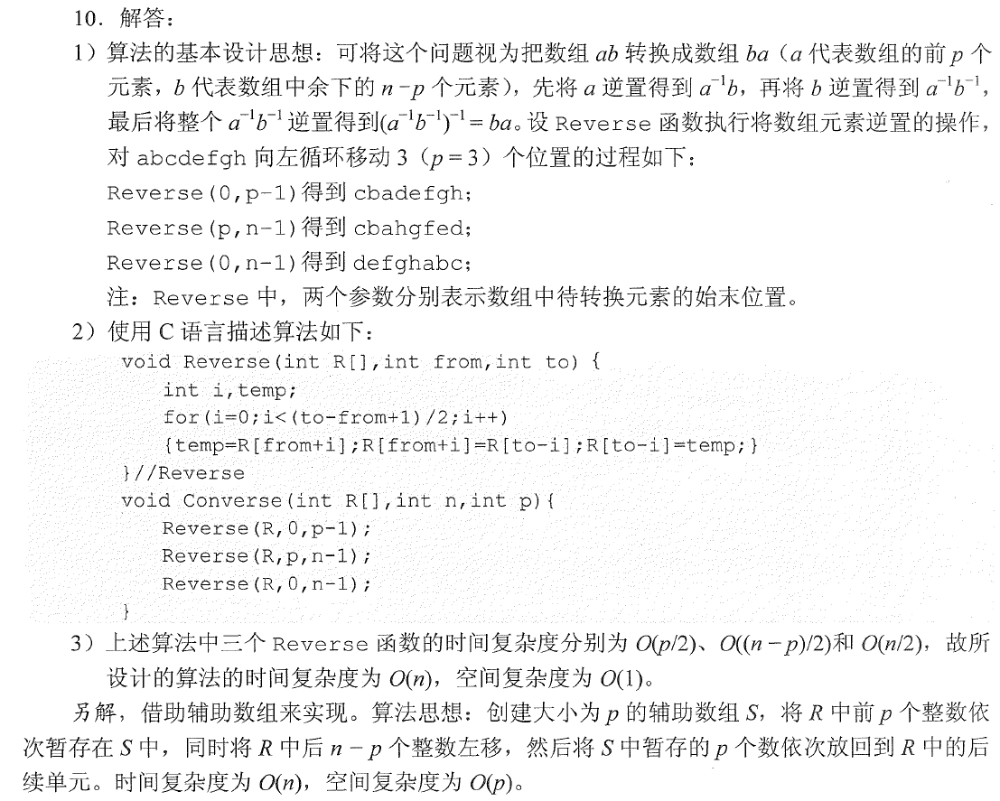 10．解答：
1）算法的基本设计思想：可将这个问题视为把数组 ab 转换成数组 ba（a 代表数组的前 p 个
元素，b 代表数组中余下的 n−p 个元素），先将 a 逆置得到 a⁻¹b，再将 b 逆置得到 a⁻¹b⁻¹，
最后将整个 a⁻¹b⁻¹ 逆置得到(a⁻¹b⁻¹)⁻¹ = ba。设 Reverse 函数执行将数组元素逆置的操作，
对 abcdefgh 向左循环移动 3（p = 3）个位置的过程如下：
Reverse(0,p-1)得到 cbadefgh；
Reverse(p,n-1)得到 cbahgfed；
Reverse(0,n-1)得到 defghabc；
注：Reverse 中，两个参数分别表示数组中待转换元素的始末位置。
2）使用 C 语言描述算法如下：
void Reverse(int R[],int from,int to) {
int i,temp;
for(i=0;i<(to-from+1)/2;i++)
{temp=R[from+i];R[from+i]=R[to-i];R[to-i]=temp;}
}//Reverse
void Converse(int R[],int n,int p){
Reverse(R,0,p-1);
Reverse(R,p,n-1);
Reverse(R,0,n-1);
}
3）上述算法中三个 Reverse 函数的时间复杂度分别为 O(p/2)、O((n − p)/2)和 O(n/2)，故所
设计的算法的时间复杂度为 O(n)，空间复杂度为 O(1)。
另解，借助辅助数组来实现。算法思想：创建大小为 p 的辅助数组 S，将 R 中前 p 个整数依
次暂存在 S 中，同时将 R 中后 n − p 个整数左移，然后将 S 中暂存的 p 个数依次放回到 R 中的后
续单元。时间复杂度为 O(n)，空间复杂度为 O(p)。